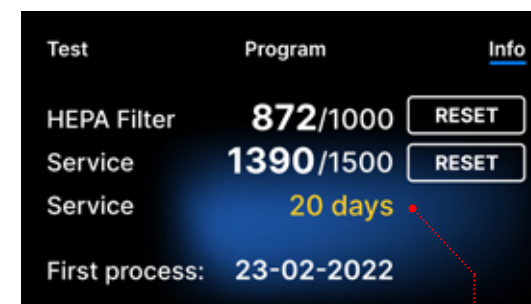 Test Program Info
HEPA Filter 872/1000 RESET
Service 1390/1500 RESET
Service 20 days
First process: 23-02-2022